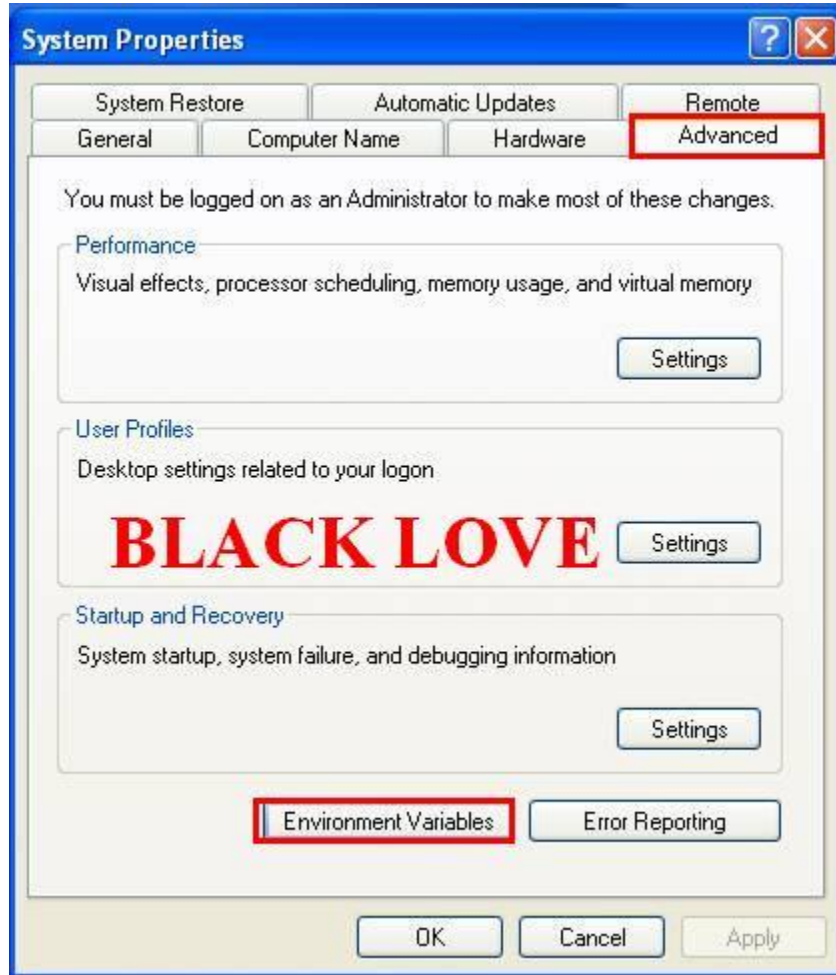 System Properties
System Restore Automatic Updates Remote
General Computer Name Hardware Advanced
You must be logged on as an Administrator to make most of these changes.
Performance
Visual effects, processor scheduling, memory usage, and virtual memory
Settings
User Profiles
Desktop settings related to your logon
BLACK LOVE Settings
Startup and Recovery
System startup, system failure, and debugging information
Settings
Environment Variables Error Reporting
OK Cancel Apply